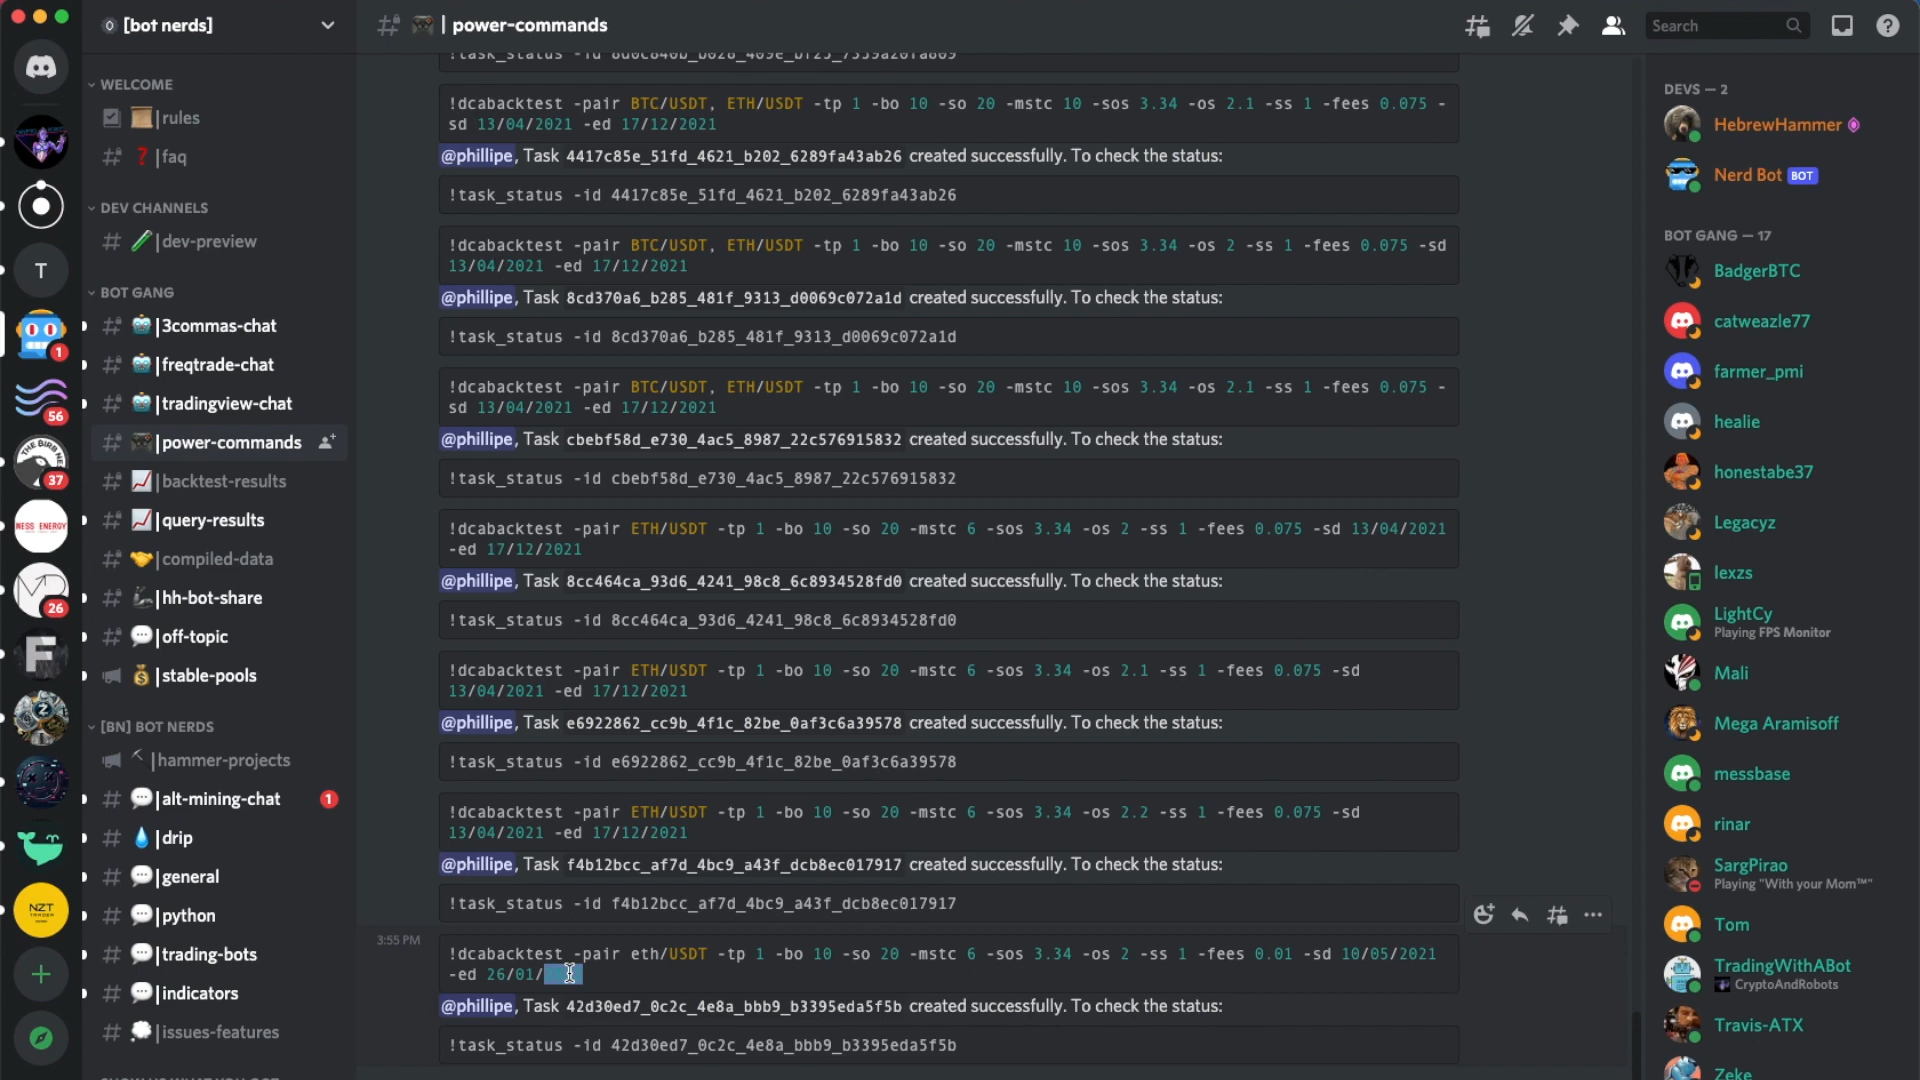 [bot nerds]
WELCOME
|rules
|faq
DEV CHANNELS
|dev-preview
BOT GANG
|3commas-chat
|freqtrade-chat
|tradingview-chat
|power-commands
|backtest-results
|query-results
|compiled-data
|hh-bot-share
|off-topic
|stable-pools
[BN] BOT NERDS
|hammer-projects
|alt-mining-chat 1
|drip
|general
|python
|trading-bots
|indicators
|issues-features
T
1
56
THE BIRB NE
37
NESS ENERGY
26
F
Z
NZT
| power-commands
Search
!dcabacktest -pair BTC/USDT, ETH/USDT -tp 1 -bo 10 -so 20 -mstc 10 -sos 3.34 -os 2.1 -ss 1 -fees 0.075 -
sd 13/04/2021 -ed 17/12/2021
@phillipe, Task 4417c85e_51fd_4621_b202_6289fa43ab26 created successfully. To check the status:
!task_status -id 4417c85e_51fd_4621_b202_6289fa43ab26
!dcabacktest -pair BTC/USDT, ETH/USDT -tp 1 -bo 10 -so 20 -mstc 10 -sos 3.34 -os 2 -ss 1 -fees 0.075 -sd
13/04/2021 -ed 17/12/2021
@phillipe, Task 8cd370a6_b285_481f_9313_d0069c072a1d created successfully. To check the status:
!task_status -id 8cd370a6_b285_481f_9313_d0069c072a1d
!dcabacktest -pair BTC/USDT, ETH/USDT -tp 1 -bo 10 -so 20 -mstc 10 -sos 3.34 -os 2.1 -ss 1 -fees 0.075 -
sd 13/04/2021 -ed 17/12/2021
@phillipe, Task cbebf58d_e730_4ac5_8987_22c576915832 created successfully. To check the status:
!task_status -id cbebf58d_e730_4ac5_8987_22c576915832
!dcabacktest -pair ETH/USDT -tp 1 -bo 10 -so 20 -mstc 6 -sos 3.34 -os 2 -ss 1 -fees 0.075 -sd 13/04/2021
-ed 17/12/2021
@phillipe, Task 8cc464ca_93d6_4241_98c8_6c8934528fd0 created successfully. To check the status:
!task_status -id 8cc464ca_93d6_4241_98c8_6c8934528fd0
!dcabacktest -pair ETH/USDT -tp 1 -bo 10 -so 20 -mstc 6 -sos 3.34 -os 2.1 -ss 1 -fees 0.075 -sd
13/04/2021 -ed 17/12/2021
@phillipe, Task e6922862_cc9b_4f1c_82be_0af3c6a39578 created successfully. To check the status:
!task_status -id e6922862_cc9b_4f1c_82be_0af3c6a39578
!dcabacktest -pair ETH/USDT -tp 1 -bo 10 -so 20 -mstc 6 -sos 3.34 -os 2.2 -ss 1 -fees 0.075 -sd
13/04/2021 -ed 17/12/2021
@phillipe, Task f4b12bcc_af7d_4bc9_a43f_dcb8ec017917 created successfully. To check the status:
!task_status -id f4b12bcc_af7d_4bc9_a43f_dcb8ec017917
3:55 PM
!dcabacktest -pair eth/USDT -tp 1 -bo 10 -so 20 -mstc 6 -sos 3.34 -os 2 -ss 1 -fees 0.01 -sd 10/05/2021
-ed 26/01/
@phillipe, Task 42d30ed7_0c2c_4e8a_bbb9_b3395eda5f5b created successfully. To check the status:
!task_status -id 42d30ed7_0c2c_4e8a_bbb9_b3395eda5f5b
DEVS — 2
HebrewHammer
Nerd Bot BOT
BOT GANG — 17
BadgerBTC
catweazle77
farmer_pmi
healie
honestabe37
Legacyz
lexzs
LightCy
Playing FPS Monitor
Mali
Mega Aramisoff
messbase
rinar
SargPirao
Playing "With your Mom™"
Tom
TradingWithABot
CryptoAndRobots
Travis-ATX
Zeke